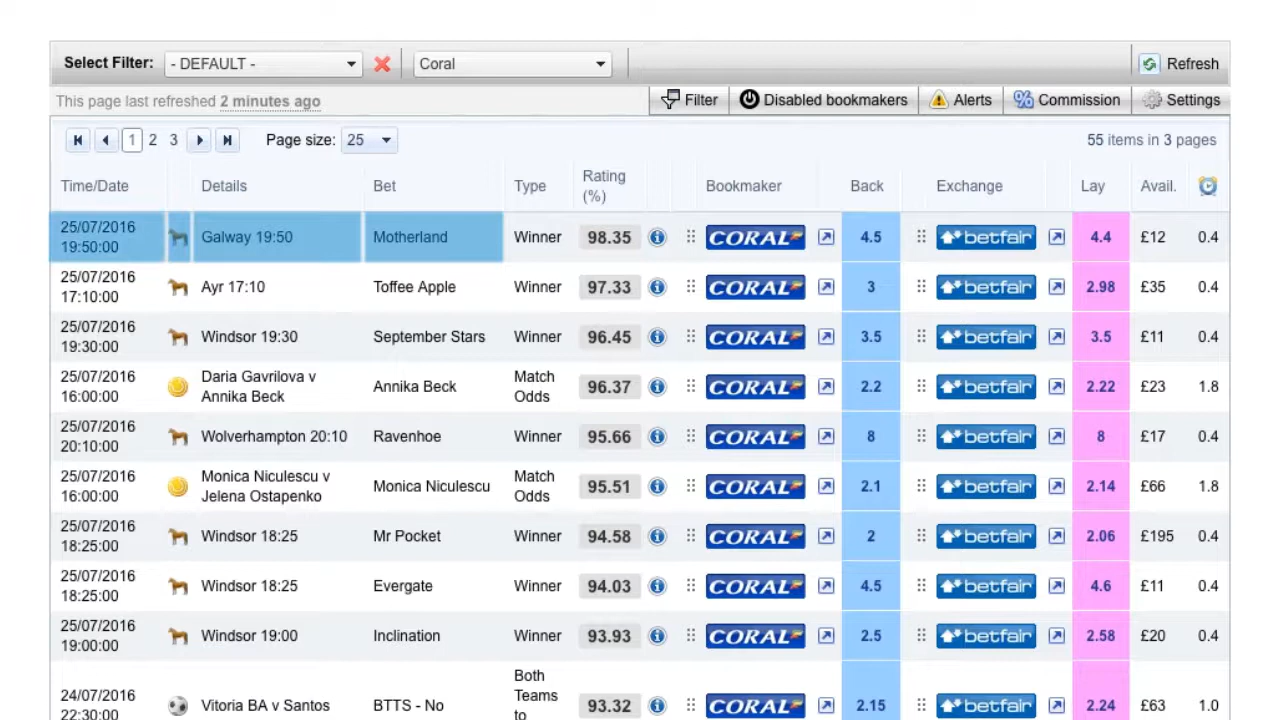 Select Filter: - DEFAULT - Coral Refresh
This page last refreshed 2 minutes ago Filter Disabled bookmakers Alerts Commission Settings
1 2 3 Page size: 25 55 items in 3 pages
Time/Date Details Bet Type Rating (%) Bookmaker Back Exchange Lay Avail.
25/07/2016 19:50:00 Galway 19:50 Motherland Winner 98.35 CORAL 4.5 betfair 4.4 £12 0.4
25/07/2016 17:10:00 Ayr 17:10 Toffee Apple Winner 97.33 CORAL 3 betfair 2.98 £35 0.4
25/07/2016 19:30:00 Windsor 19:30 September Stars Winner 96.45 CORAL 3.5 betfair 3.5 £11 0.4
25/07/2016 16:00:00 Daria Gavrilova v Annika Beck Annika Beck Match Odds 96.37 CORAL 2.2 betfair 2.22 £23 1.8
25/07/2016 20:10:00 Wolverhampton 20:10 Ravenhoe Winner 95.66 CORAL 8 betfair 8 £17 0.4
25/07/2016 16:00:00 Monica Niculescu v Jelena Ostapenko Monica Niculescu Match Odds 95.51 CORAL 2.1 betfair 2.14 £66 1.8
25/07/2016 18:25:00 Windsor 18:25 Mr Pocket Winner 94.58 CORAL 2 betfair 2.06 £195 0.4
25/07/2016 18:25:00 Windsor 18:25 Evergate Winner 94.03 CORAL 4.5 betfair 4.6 £11 0.4
25/07/2016 19:00:00 Windsor 19:00 Inclination Winner 93.93 CORAL 2.5 betfair 2.58 £20 0.4
24/07/2016 22:30:00 Vitoria BA v Santos BTTS - No Both Teams to 93.32 CORAL 2.15 betfair 2.24 £63 1.0